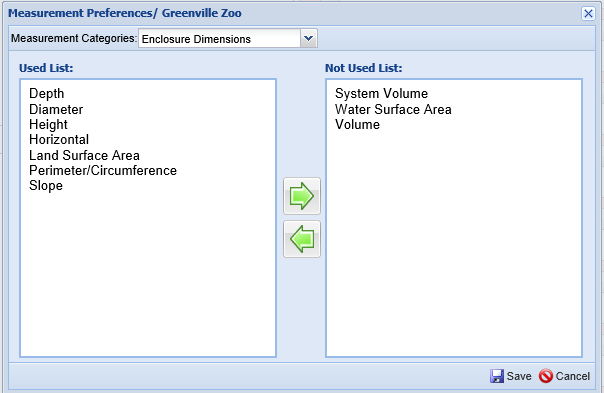 Measurement Preferences/ Greenville Zoo
Measurement Categories: Enclosure Dimensions
Used List:
Depth
Diameter
Height
Horizontal
Land Surface Area
Perimeter/Circumference
Slope
Not Used List:
System Volume
Water Surface Area
Volume
Save Cancel